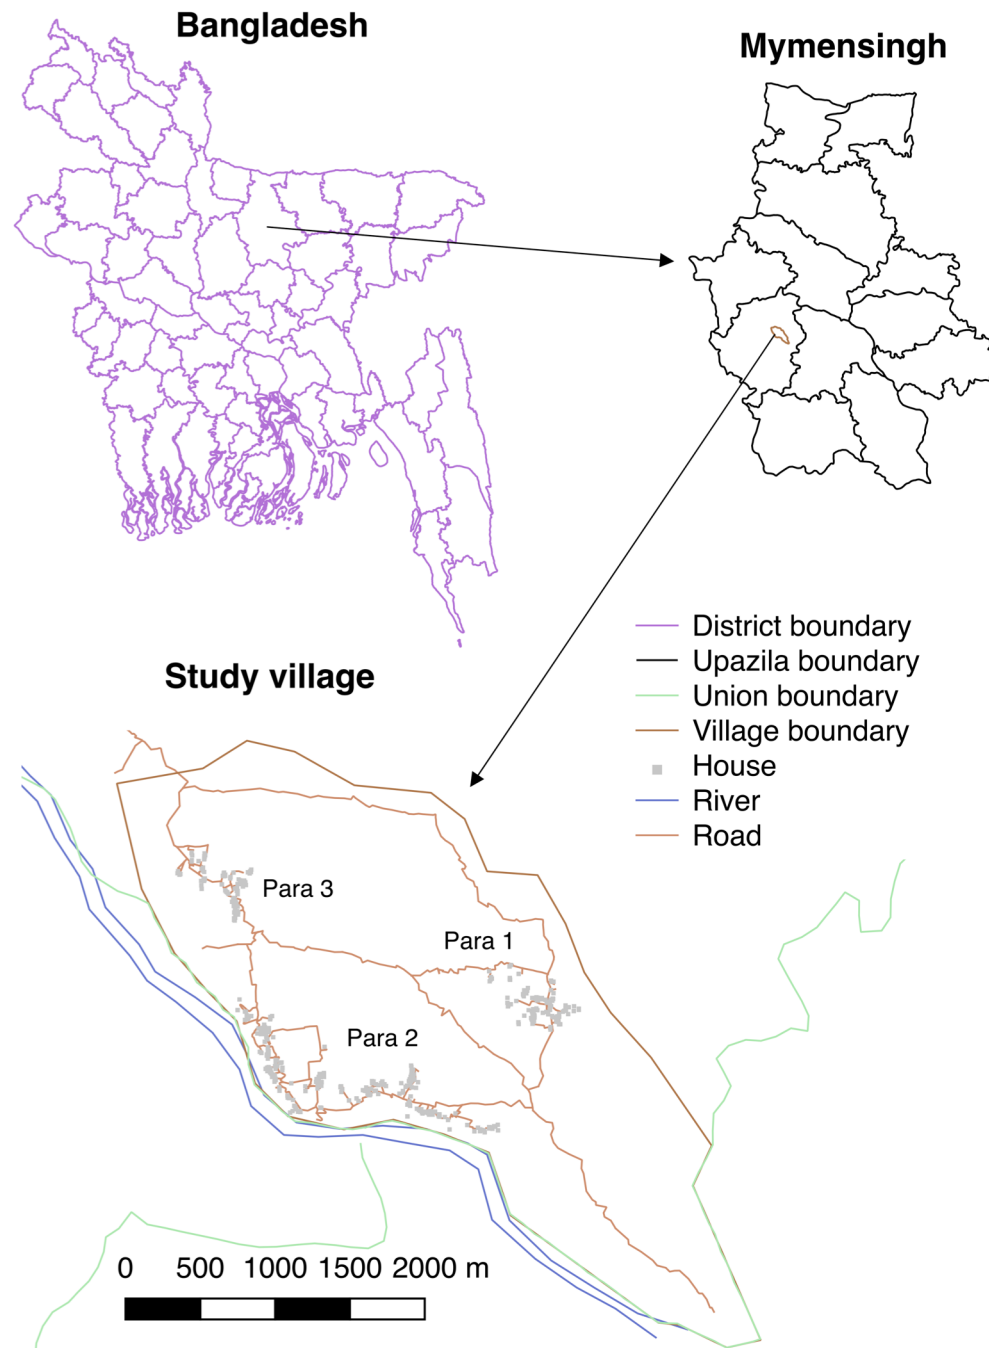 Bangladesh
Mymensingh
District boundary
Upazila boundary
Union boundary
Village boundary
House
River
Road
Study village
Para 3
Para 1
Para 2
0 500 1000 1500 2000 m